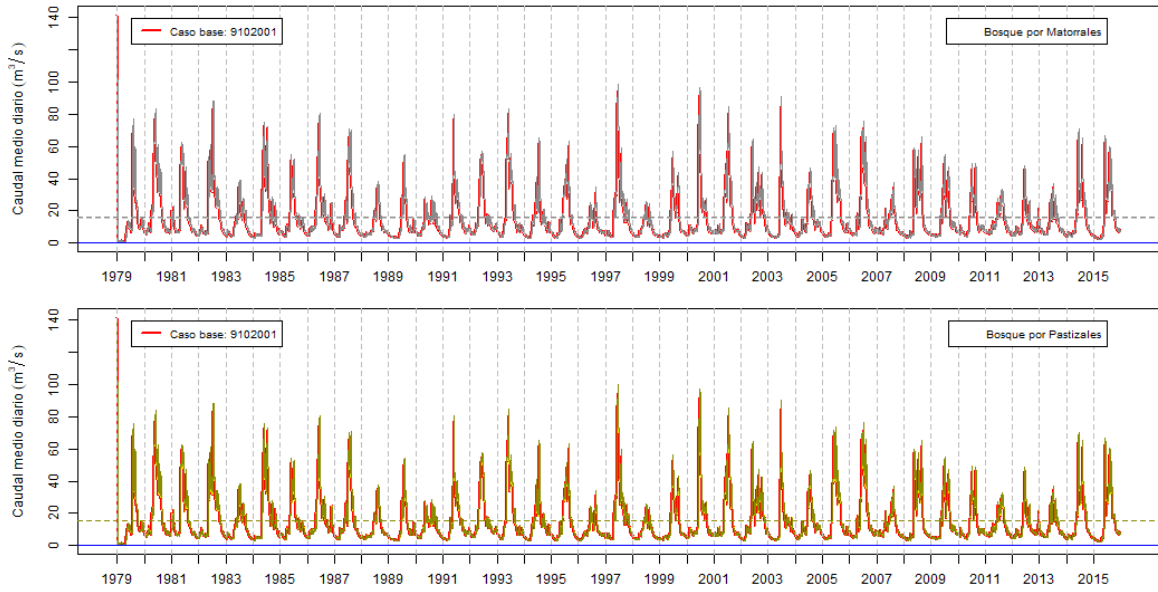 Caudal medio diario (m³/s)
140
100
80
60
40
20
0
Caso base: 9102001
Bosque por Matorrales
1979 1981 1983 1985 1987 1989 1991 1993 1995 1997 1999 2001 2003 2005 2007 2009 2011 2013 2015
Caudal medio diario (m³/s)
140
100
80
60
40
20
0
Caso base: 9102001
Bosque por Pastizales
1979 1981 1983 1985 1987 1989 1991 1993 1995 1997 1999 2001 2003 2005 2007 2009 2011 2013 2015